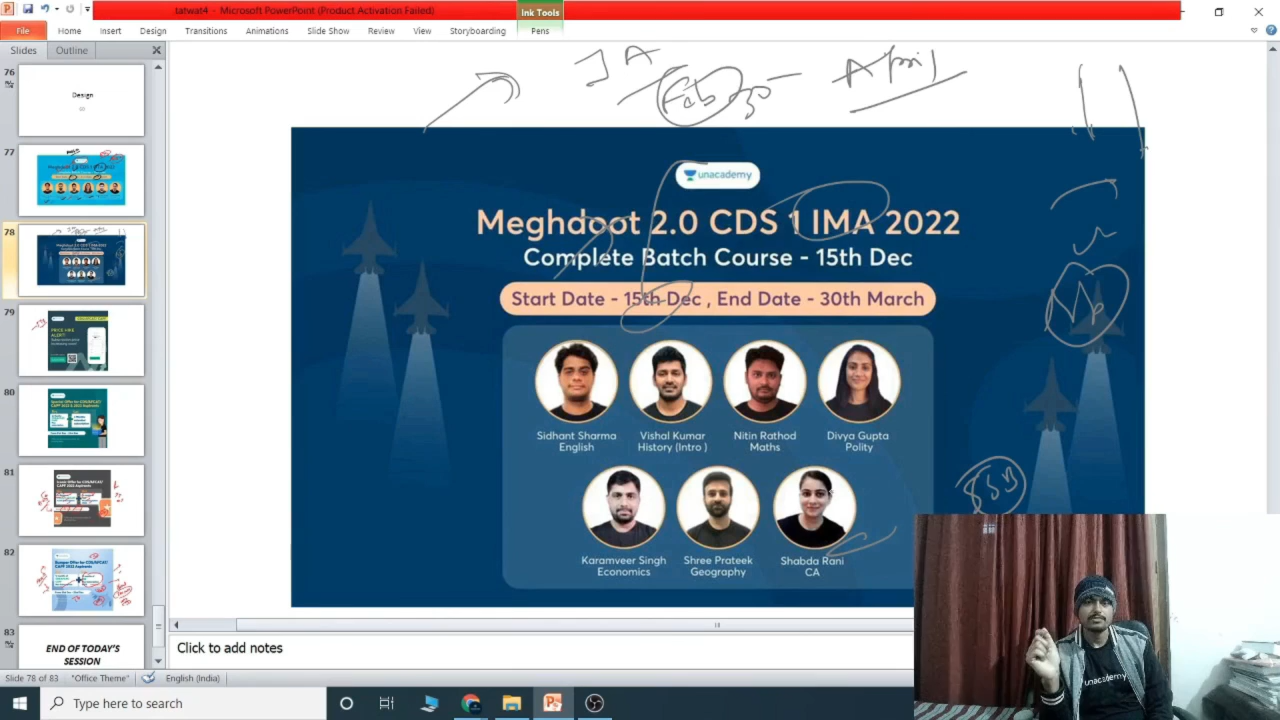 tatwat4 - Microsoft PowerPoint (Product Activation Failed)
Ink Tools
File Home Insert Design Transitions Animations Slide Show Review View Storyboarding Pens
Slides Outline
76
Design
77
78
79
80
81
82
83
END OF TODAY'S
SESSION
Feb
April
unacademy
Meghdoot 2.0 CDS 1 IMA 2022
Complete Batch Course - 15th Dec
Start Date - 15th Dec , End Date - 30th March
Sidhant Sharma
English
Vishal Kumar
History (Intro )
Nitin Rathod
Maths
Divya Gupta
Polity
Karamveer Singh
Economics
Shree Prateek
Geography
Shabda Rani
CA
SSB
unacademy
Click to add notes
Slide 78 of 83 "Office Theme" English (India)
Type here to search